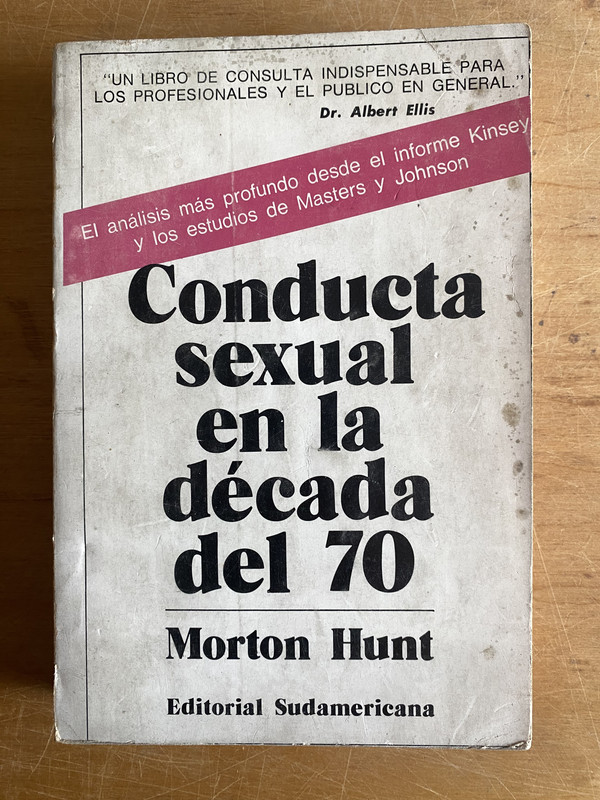 "UN LIBRO DE CONSULTA INDISPENSABLE PARA
LOS PROFESIONALES Y EL PUBLICO EN GENERAL."
Dr. Albert Ellis
El análisis más profundo desde el informe Kinsey
y los estudios de Masters y Johnson
Conducta
sexual
en la
década
del 70
Morton Hunt
Editorial Sudamericana